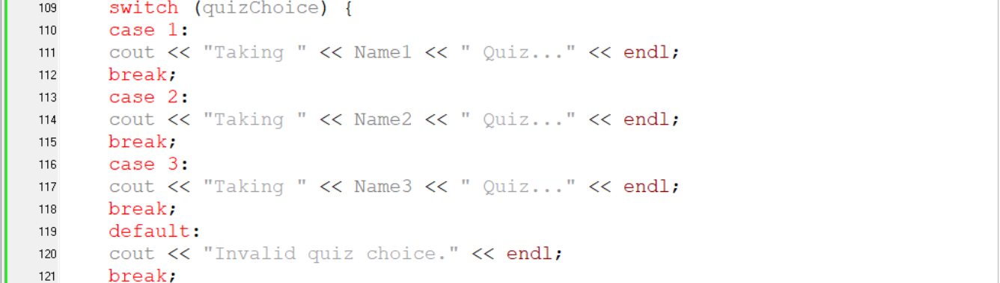 109 switch (quizChoice) {
110 case 1:
111 cout << "Taking " << Name1 << " Quiz..." << endl;
112 break;
113 case 2:
114 cout << "Taking " << Name2 << " Quiz..." << endl;
115 break;
116 case 3:
117 cout << "Taking " << Name3 << " Quiz..." << endl;
118 break;
119 default:
120 cout << "Invalid quiz choice." << endl;
121 break;